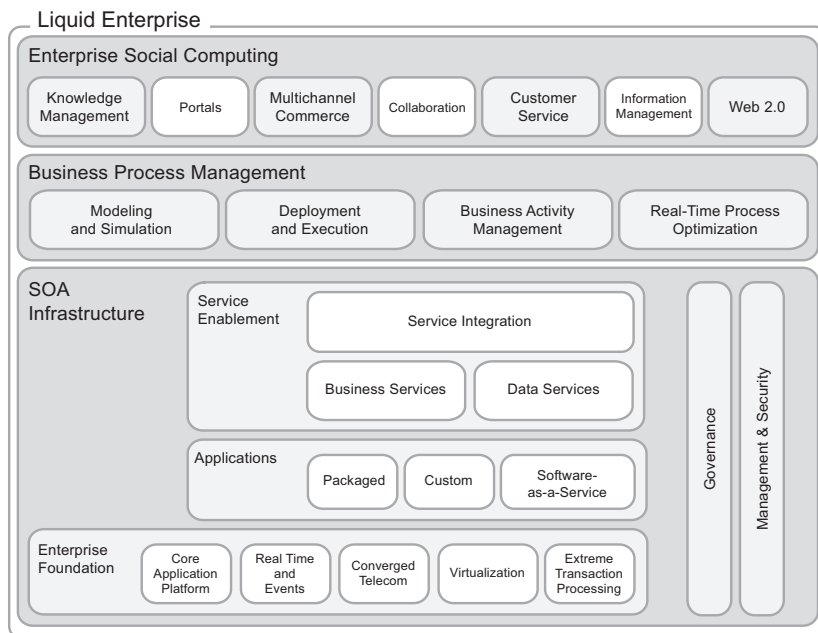 Liquid Enterprise
Enterprise Social Computing
Knowledge
Management
Portals
Multichannel
Commerce
Collaboration
Customer
Service
Information
Management
Web 2.0
Business Process Management
Modeling
and Simulation
Deployment
and Execution
Business Activity
Management
Real-Time Process
Optimization
SOA
Infrastructure
Service
Enablement
Service Integration
Business Services
Data Services
Applications
Packaged
Custom
Software-
as-a-Service
Enterprise
Foundation
Core
Application
Platform
Real Time
and
Events
Converged
Telecom
Virtualization
Extreme
Transaction
Processing
Governance
Management & Security